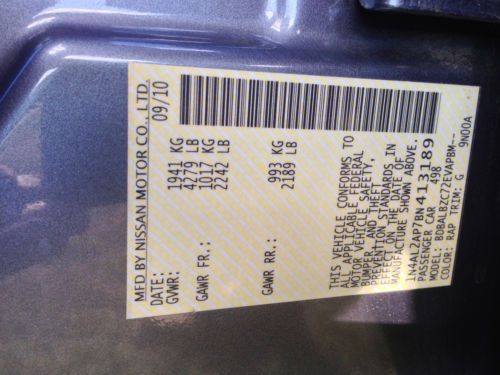 MFD BY NISSAN MOTOR CO., LTD.
DATE: 09/10
GVWR: 1941 KG
4279 LB
GAWR FR.: 1017 KG
2242 LB
GAWR RR.: 993 KG
2189 LB
THIS VEHICLE CONFORMS TO
ALL APPLICABLE FEDERAL
MOTOR VEHICLE SAFETY,
BUMPER, AND THEFT
PREVENTION STANDARDS IN
EFFECT ON THE DATE OF
MANUFACTURE SHOWN ABOVE.
1N4AL2AP7BN413189
PASSENGER CAR 498
MODEL: BDBALBZC72EVAPBM--
COLOR: RAP TRIM: G 9N00A